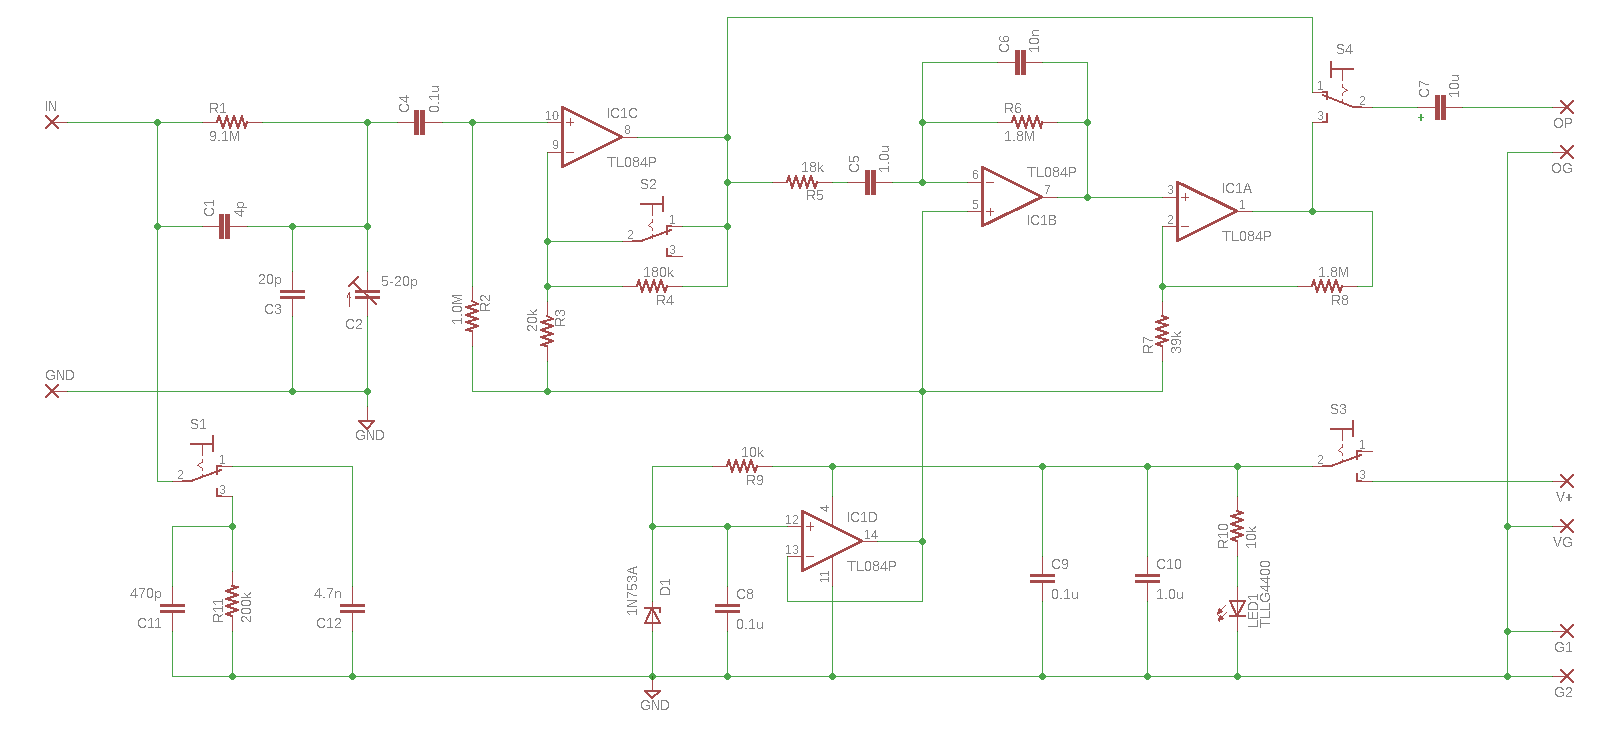 S4
C6
10n
1
2
3
C7
10u
+
OP
OG
IN
R1
9.1M
C4
0.1u
IC1C
10
9
8
+
−
TL084P
R6
1.8M
18k
R5
C5
1.0u
TL084P
6
5
7
−
+
IC1B
IC1A
3
2
1
+
−
TL084P
C1
4p
S2
2
1
3
180k
R4
1.8M
R8
20p
C3
5-20p
C2
1.0M
R2
20k
R3
R7
39k
GND
GND
S1
2
1
3
S3
2
1
3
V+
VG
10k
R9
4
IC1D
12
13
14
+
−
11
TL084P
R10
10k
1N753A
D1
C8
0.1u
C9
0.1u
C10
1.0u
LED1
TLLG4400
470p
C11
R11
200k
4.7n
C12
G1
G2
GND